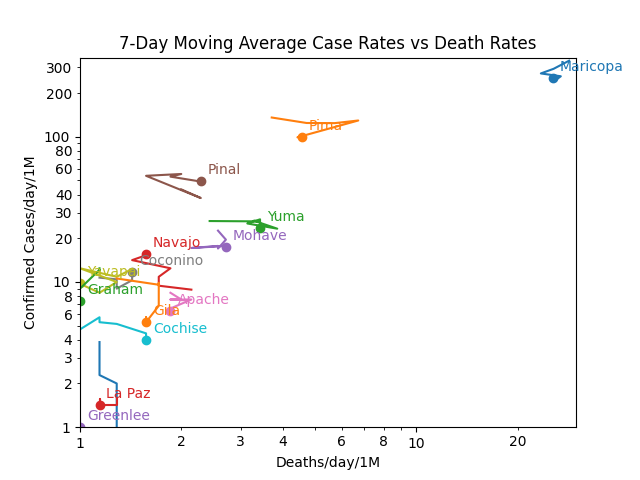 7-Day Moving Average Case Rates vs Death Rates
Confirmed Cases/day/1M
300
200
100
80
60
40
30
20
10
8
6
4
3
2
1
Maricopa
Pima
Pinal
Yuma
Mohave
Navajo
Coconino
Yavapai
Graham
Apache
Gila
Cochise
La Paz
Greenlee
1 2 3 4 6 8 10 20
Deaths/day/1M